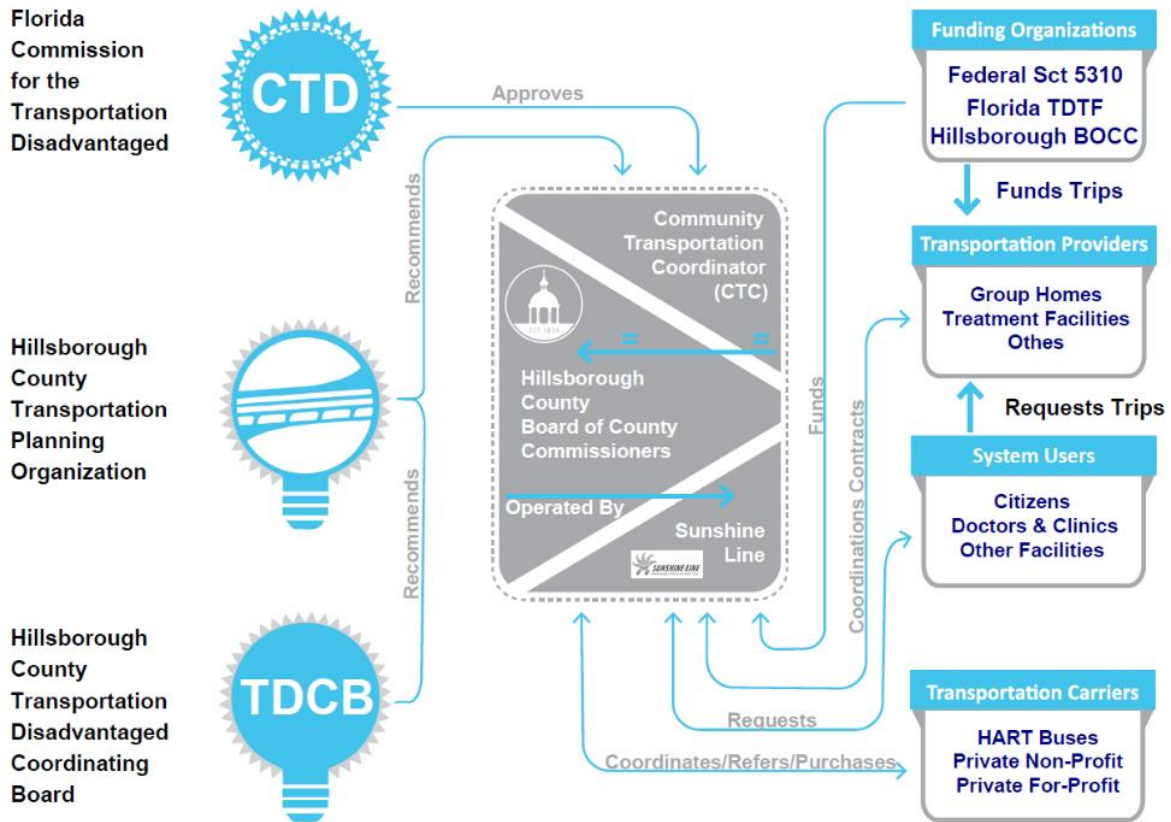 Florida
Commission
for the
Transportation
Disadvantaged
CTD
Approves
Recommends
Hillsborough
County
Transportation
Planning
Organization
Recommends
Hillsborough
County
Transportation
Disadvantaged
Coordinating
Board
TDCB
Community
Transportation
Coordinator
(CTC)
= =
Hillsborough
County
Board of County
Commissioners
Operated By
Sunshine
Line
SUNSHINE LINE
Funds
Coordinations Contracts
Requests
Coordinates/Refers/Purchases
Funding Organizations
Federal Sct 5310
Florida TDTF
Hillsborough BOCC
Funds Trips
Transportation Providers
Group Homes
Treatment Facilities
Othes
Requests Trips
System Users
Citizens
Doctors & Clinics
Other Facilities
Transportation Carriers
HART Buses
Private Non-Profit
Private For-Profit